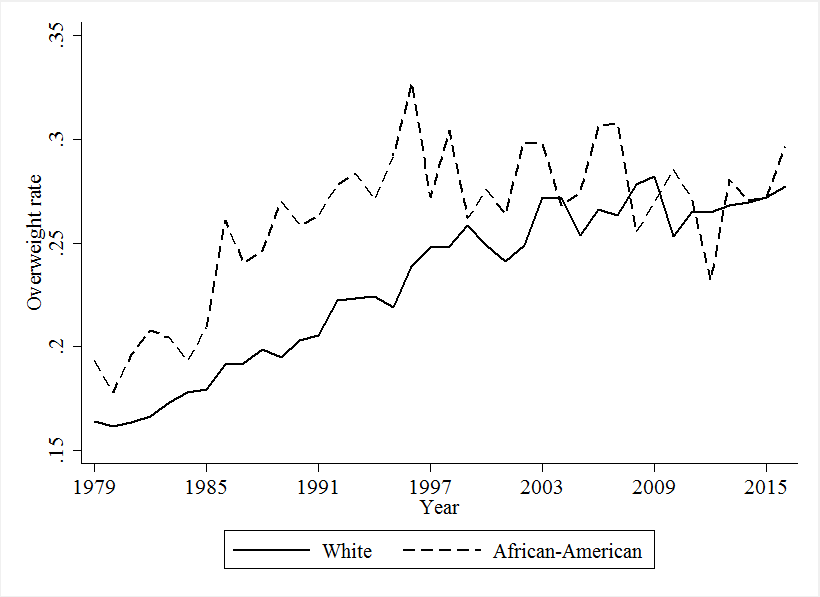 .35
.3
.25
.2
.15
Overweight rate
1979 1985 1991 1997 2003 2009 2015
Year
White African-American